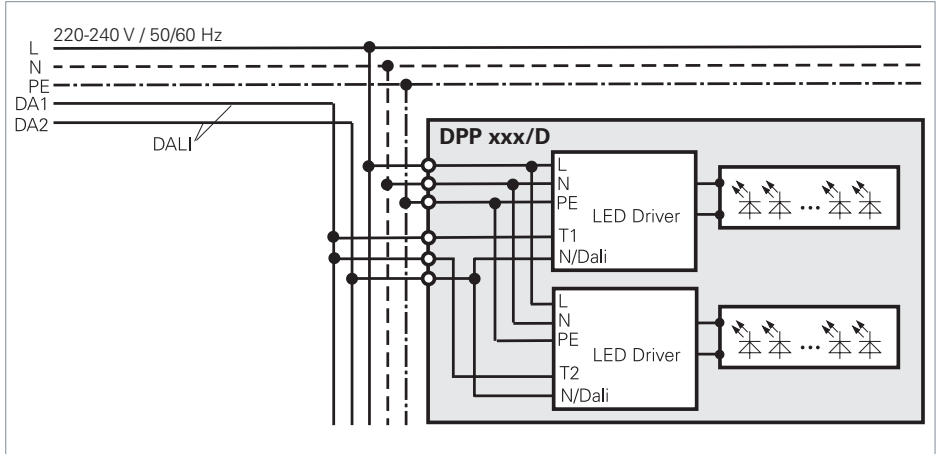 220-240 V / 50/60 Hz
L
N
PE
DA1
DA2
DALI
DPP xxx/D
L
N
PE
LED Driver
T1
N/Dali
...
L
N
PE
LED Driver
T2
N/Dali
...